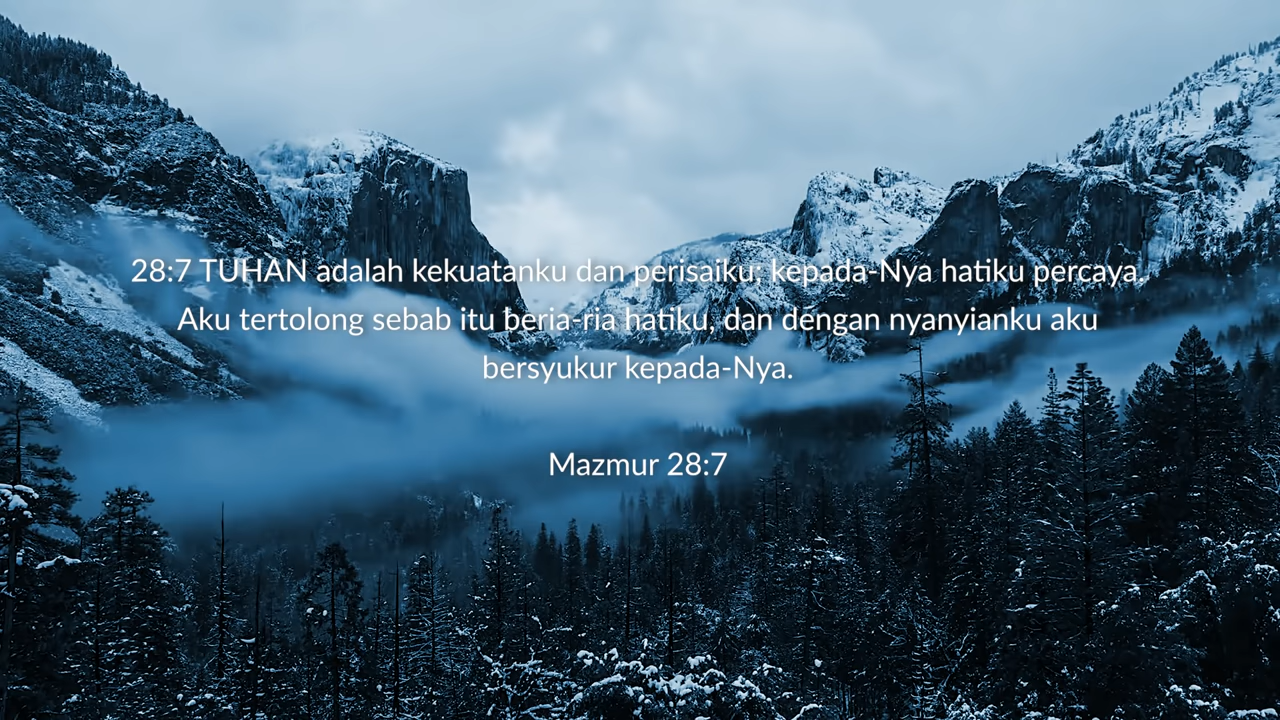 28:7 TUHAN adalah kekuatanku dan perisaiku; kepada-Nya hatiku percaya.
Aku tertolong sebab itu beria-ria hatiku, dan dengan nyanyianku aku
bersyukur kepada-Nya.
Mazmur 28:7